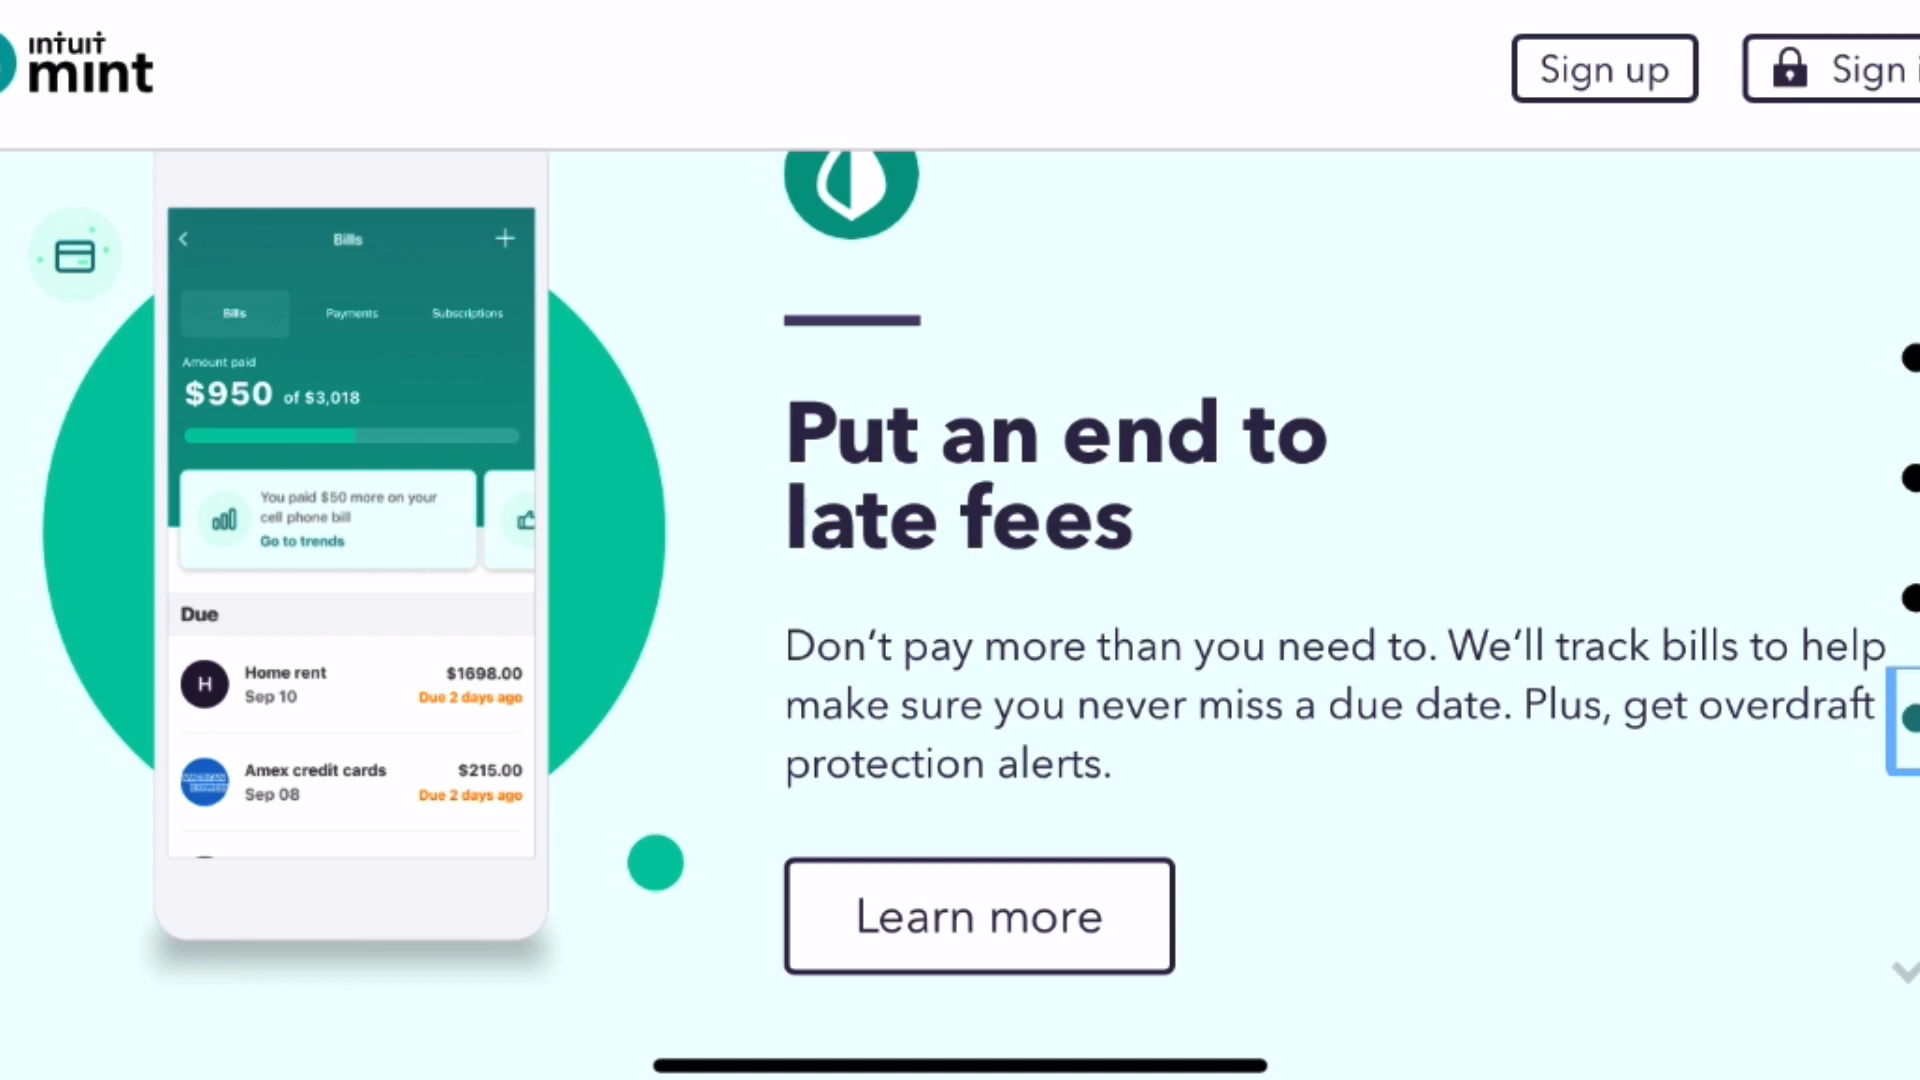 intuit
mint
Sign up
Sign i
Bills
Bills Payments Subscriptions
Amount paid
$950 of $3,018
You paid $50 more on your
cell phone bill
Go to trends
Due
H
Home rent $1698.00
Sep 10 Due 2 days ago
AMERICAN
EXPRESS
Amex credit cards $215.00
Sep 08 Due 2 days ago
Put an end to
late fees
Don’t pay more than you need to. We’ll track bills to help
make sure you never miss a due date. Plus, get overdraft
protection alerts.
Learn more